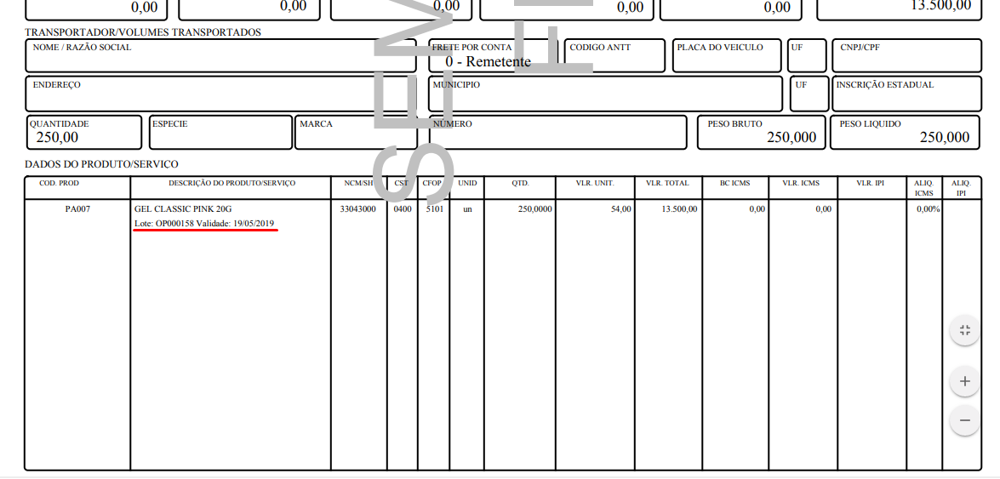 0,00 0,00 0,00 0,00 0,00 13.500,00
TRANSPORTADOR/VOLUMES TRANSPORTADOS
NOME / RAZÃO SOCIAL FRETE POR CONTA CODIGO ANTT PLACA DO VEICULO UF CNPJ/CPF
0 - Remetente
ENDEREÇO MUNICIPIO UF INSCRIÇÃO ESTADUAL
QUANTIDADE ESPECIE MARCA NÚMERO PESO BRUTO PESO LIQUIDO
250,00 250,000 250,000
DADOS DO PRODUTO/SERVIÇO
COD. PROD DESCRIÇÃO DO PRODUTO/SERVIÇO NCM/SH CST CFOP UNID QTD. VLR. UNIT. VLR. TOTAL BC ICMS VLR. ICMS VLR. IPI ALIQ. ICMS ALIQ. IPI
PA007 GEL CLASSIC PINK 20G 33043000 0400 5101 un 250,0000 54,00 13.500,00 0,00 0,00 0,00%
Lote: OP000158 Validade: 19/05/2019
SEM